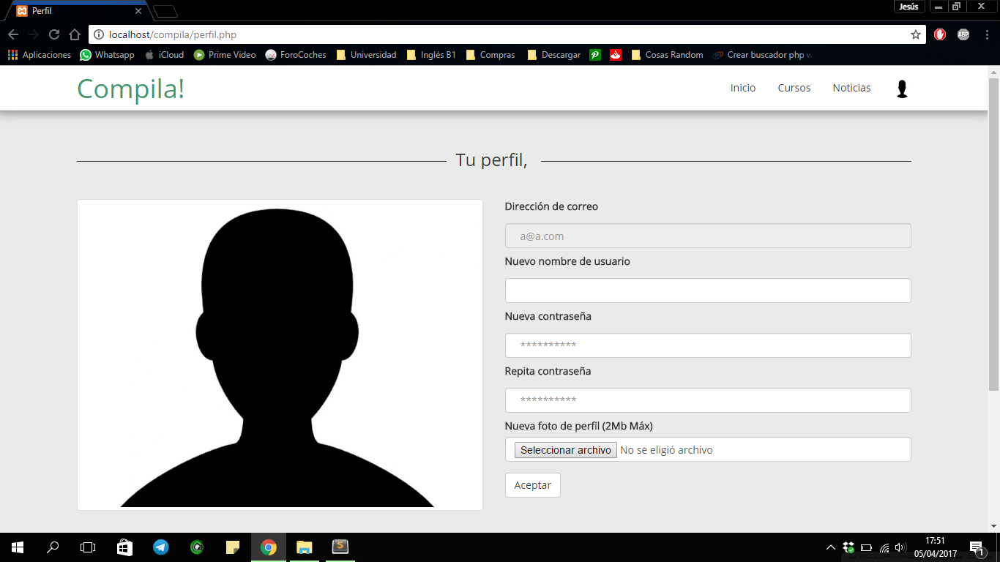 Perfil
Jesús
localhost/compila/perfil.php
ABP
Aplicaciones Whatsapp iCloud Prime Video ForoCoches Universidad Inglés B1 Compras Descargar Cosas Random Crear buscador php
Compila!
Inicio Cursos Noticias
Tu perfil,
Dirección de correo
a@a.com
Nuevo nombre de usuario
Nueva contraseña
**********
Repita contraseña
**********
Nueva foto de perfil (2Mb Máx)
Seleccionar archivo No se eligió archivo
Aceptar
17:51
05/04/2017
1